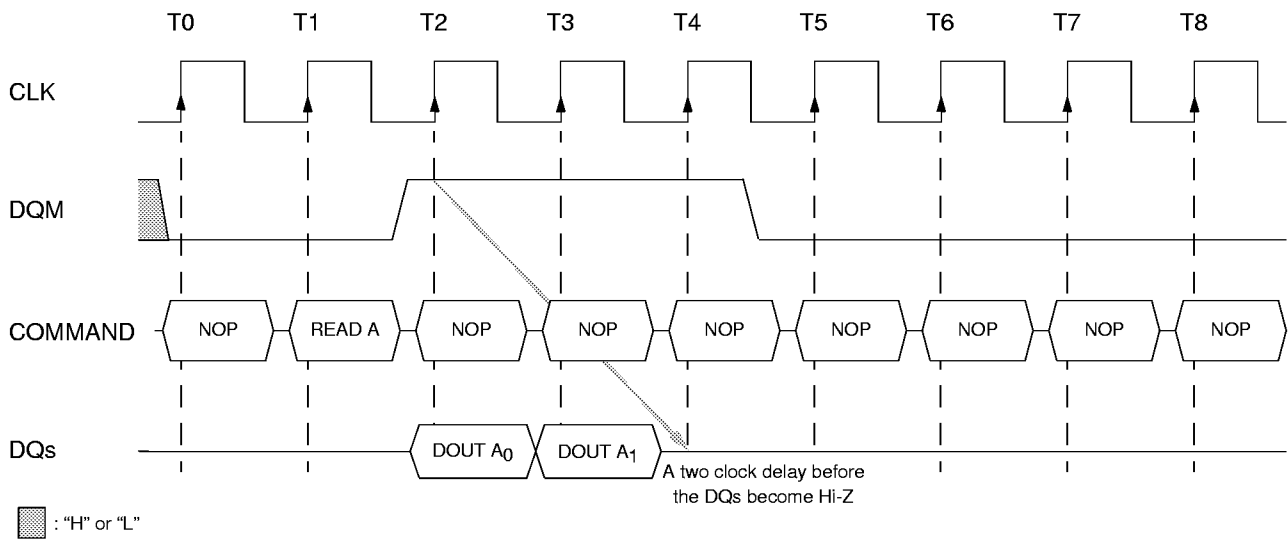 T0 T1 T2 T3 T4 T5 T6 T7 T8
CLK
DQM
COMMAND NOP READ A NOP NOP NOP NOP NOP NOP NOP
DQs DOUT A0 DOUT A1
A two clock delay before
the DQs become Hi-Z
: “H” or “L”